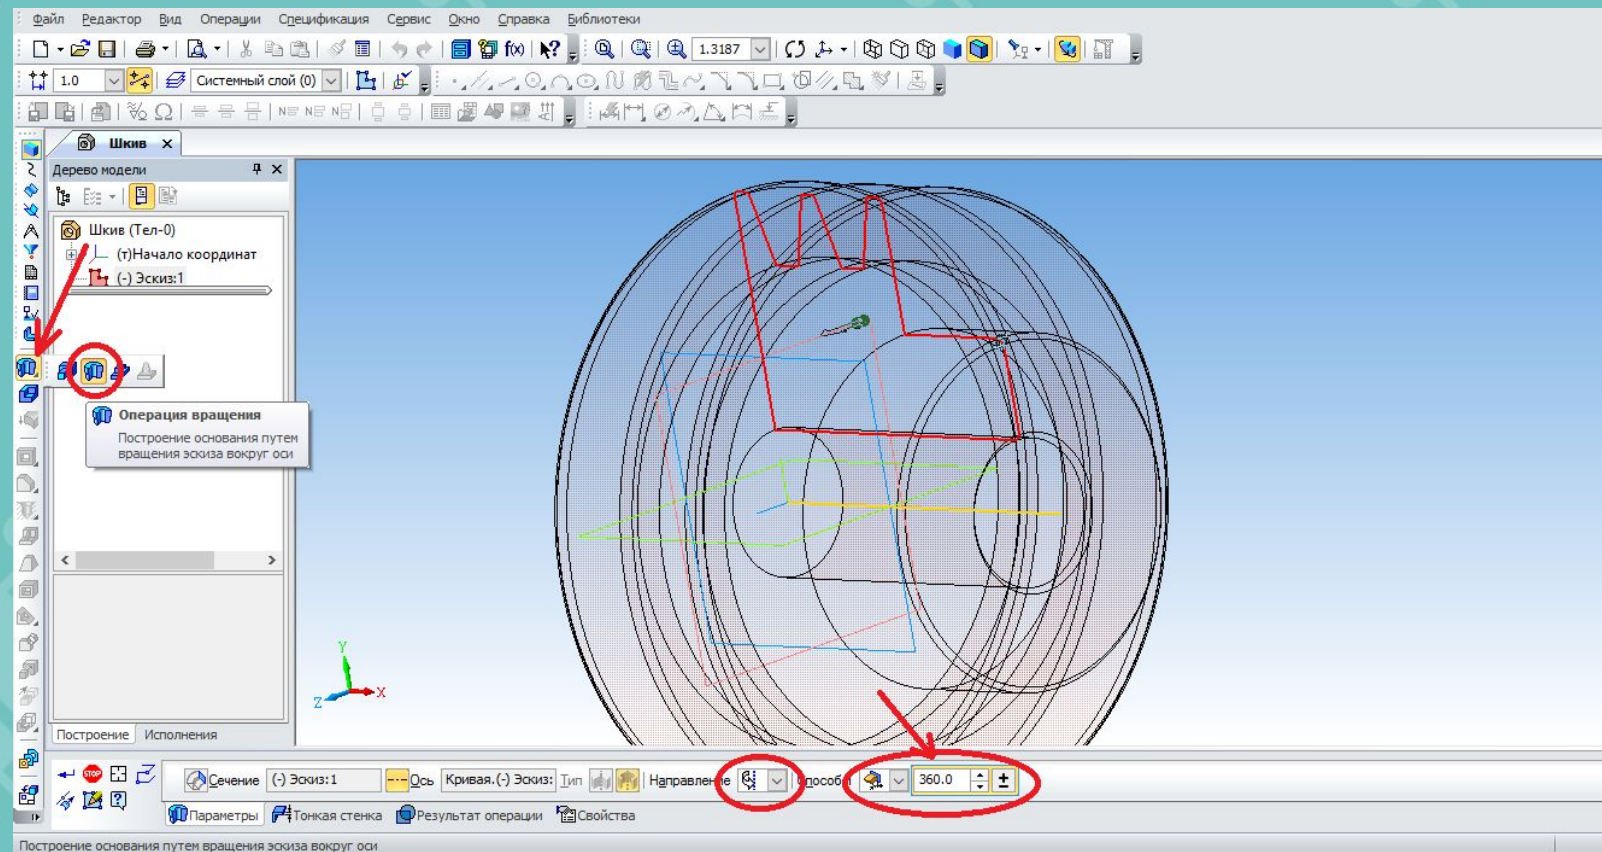 Файл Редактор Вид Операции Спецификация Сервис Окно Справка Библиотеки
f(x) 1.3187
1.0 Системный слой (0)
Шкив
Дерево модели
Шкив (Тел-0)
(т)Начало координат
(-) Эскиз:1
Операция вращения
Построение основания путем
вращения эскиза вокруг оси
Y
Z X
Построение Исполнения
STOP Сечение (-) Эскиз:1 Ось Кривая.(-) Эскиз: Тип Направление Способ 360.0
Параметры Тонкая стенка Результат операции Свойства
Построение основания путем вращения эскиза вокруг оси